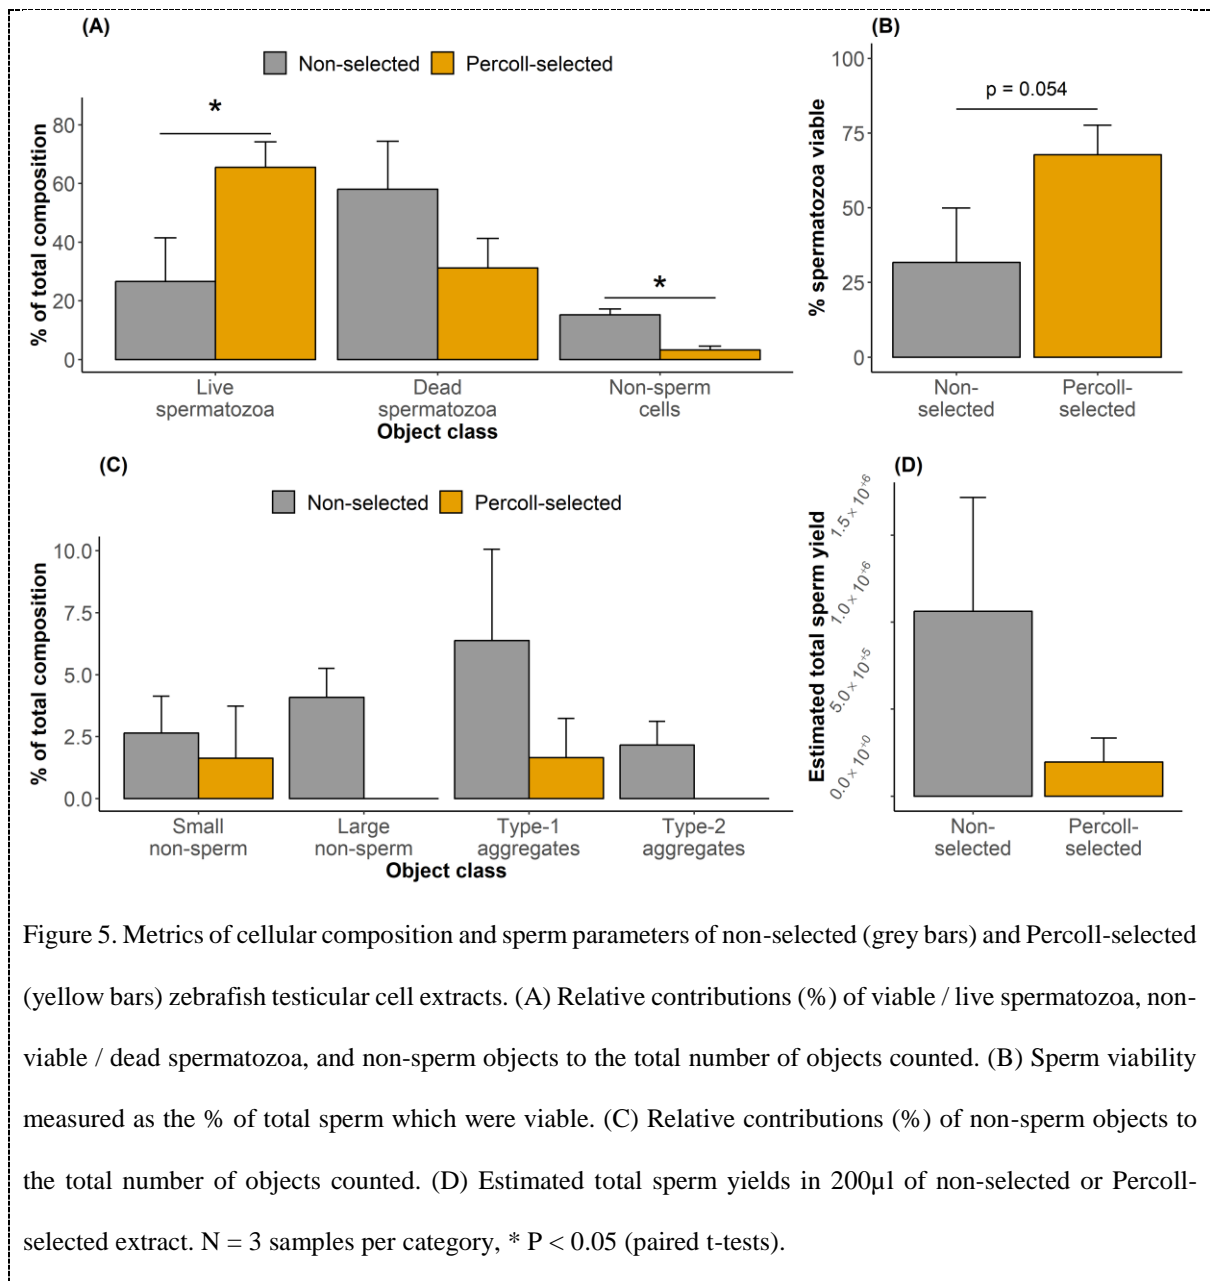 (A)
Non-selected Percoll-selected
% of total composition
80
60
40
20
0
*
*
Live
spermatozoa
Dead
spermatozoa
Non-sperm
cells
Object class
(B)
% spermatozoa viable
100
75
50
25
0
p = 0.054
Non-
selected
Percoll-
selected
(C)
Non-selected Percoll-selected
% of total composition
10.0
7.5
5.0
2.5
0.0
Small
non-sperm
Large
non-sperm
Type-1
aggregates
Type-2
aggregates
Object class
(D)
Estimated total sperm yield
1.5 × 10⁺⁶
1.0 × 10⁺⁶
5.0 × 10⁺⁵
0.0 × 10⁺⁰
Non-
selected
Percoll-
selected
Figure 5. Metrics of cellular composition and sperm parameters of non-selected (grey bars) and Percoll-selected
(yellow bars) zebrafish testicular cell extracts. (A) Relative contributions (%) of viable / live spermatozoa, non-
viable / dead spermatozoa, and non-sperm objects to the total number of objects counted. (B) Sperm viability
measured as the % of total sperm which were viable. (C) Relative contributions (%) of non-sperm objects to
the total number of objects counted. (D) Estimated total sperm yields in 200µl of non-selected or Percoll-
selected extract. N = 3 samples per category, * P < 0.05 (paired t-tests).